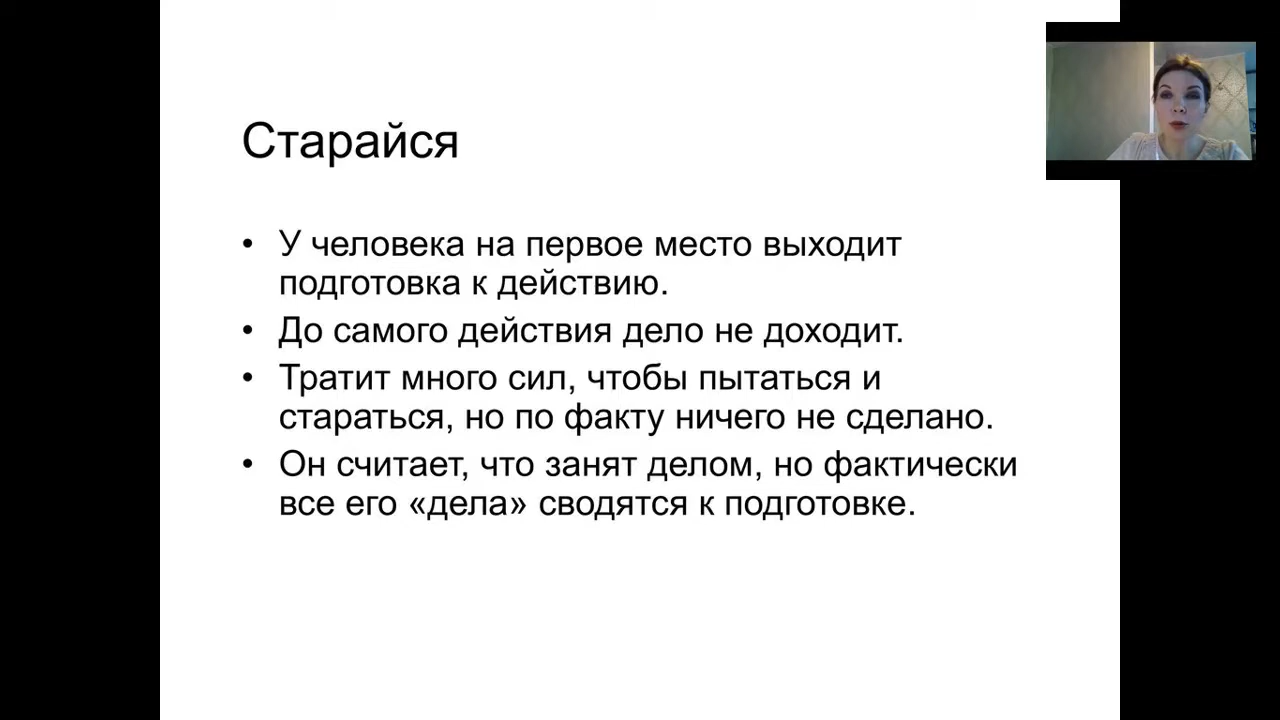 Старайся
• У человека на первое место выходит
подготовка к действию.
• До самого действия дело не доходит.
• Тратит много сил, чтобы пытаться и
стараться, но по факту ничего не сделано.
• Он считает, что занят делом, но фактически
все его «дела» сводятся к подготовке.